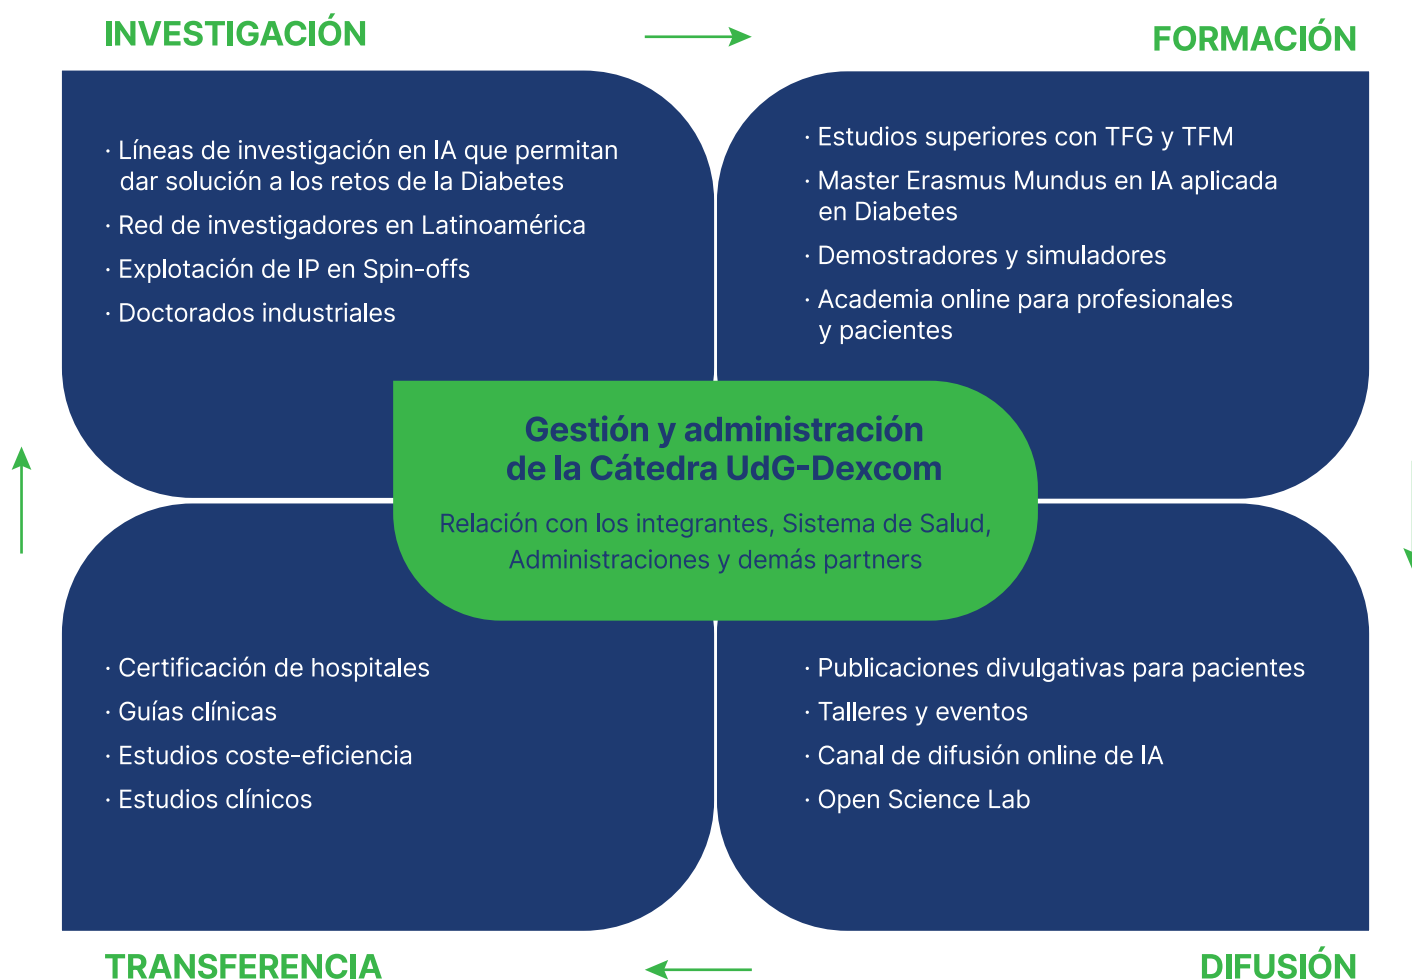 INVESTIGACIÓN
FORMACIÓN
· Líneas de investigación en IA que permitan
dar solución a los retos de la Diabetes
· Red de investigadores en Latinoamérica
· Explotación de IP en Spin-offs
· Doctorados industriales
· Estudios superiores con TFG y TFM
· Master Erasmus Mundus en IA aplicada
en Diabetes
· Demostradores y simuladores
· Academia online para profesionales
y pacientes
Gestión y administración
de la Cátedra UdG-Dexcom
Relación con los integrantes, Sistema de Salud,
Administraciones y demás partners
· Certificación de hospitales
· Guías clínicas
· Estudios coste-eficiencia
· Estudios clínicos
· Publicaciones divulgativas para pacientes
· Talleres y eventos
· Canal de difusión online de IA
· Open Science Lab
TRANSFERENCIA
DIFUSIÓN